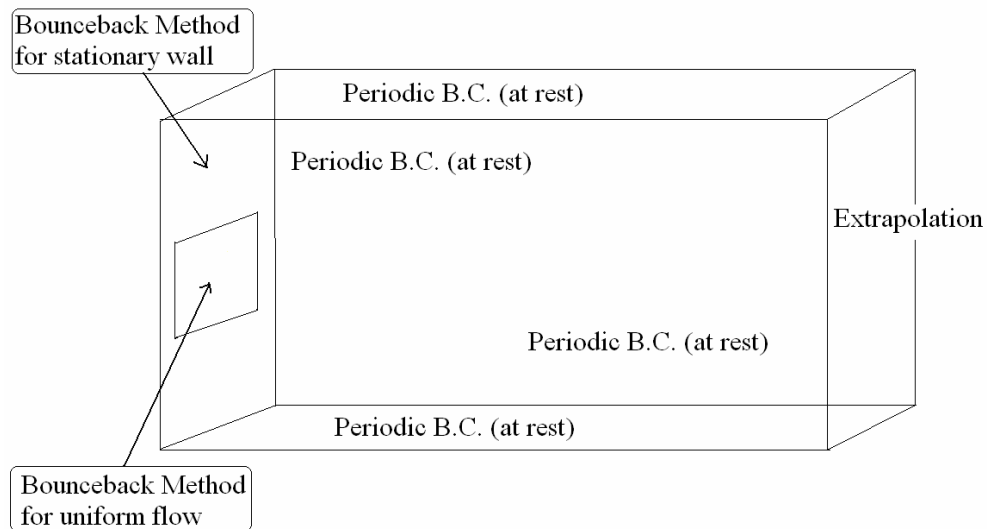 Bounceback Method
for stationary wall
Periodic B.C. (at rest)
Periodic B.C. (at rest)
Extrapolation
Periodic B.C. (at rest)
Periodic B.C. (at rest)
Bounceback Method
for uniform flow